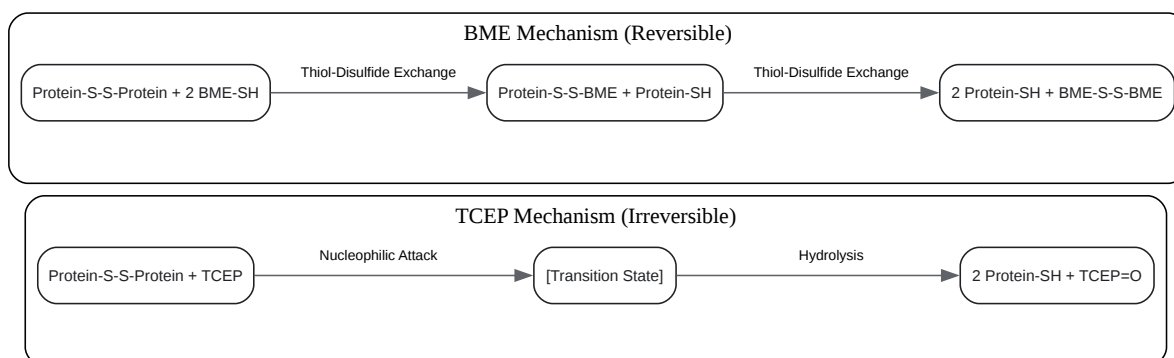 BME Mechanism (Reversible)
Protein-S-S-Protein + 2 BME-SH
Thiol-Disulfide Exchange
Protein-S-S-BME + Protein-SH
Thiol-Disulfide Exchange
2 Protein-SH + BME-S-S-BME
TCEP Mechanism (Irreversible)
Protein-S-S-Protein + TCEP
Nucleophilic Attack
[Transition State]
Hydrolysis
2 Protein-SH + TCEP=O